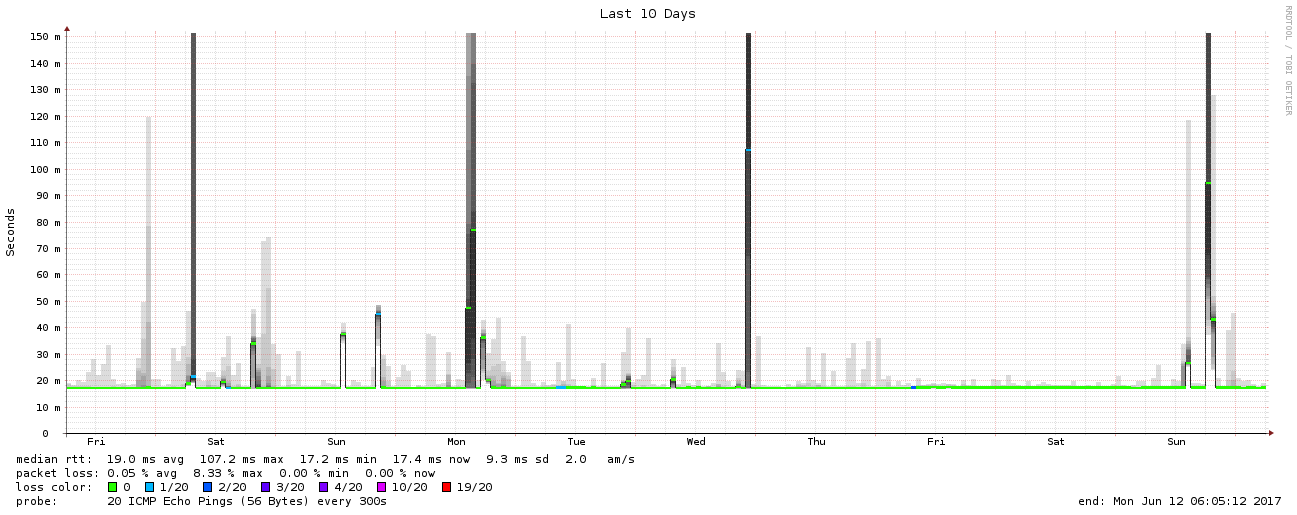 Last 10 Days
RRDTOOL / TOBI OETIKER
Seconds
150 m
140 m
130 m
120 m
110 m
100 m
90 m
80 m
70 m
60 m
50 m
40 m
30 m
20 m
10 m
0
Fri Sat Sun Mon Tue Wed Thu Fri Sat Sun
median rtt: 19.0 ms avg 107.2 ms max 17.2 ms min 17.4 ms now 9.3 ms sd 2.0 am/s
packet loss: 0.05 % avg 8.33 % max 0.00 % min 0.00 % now
loss color: 0 1/20 2/20 3/20 4/20 10/20 19/20
probe: 20 ICMP Echo Pings (56 Bytes) every 300s end: Mon Jun 12 06:05:12 2017